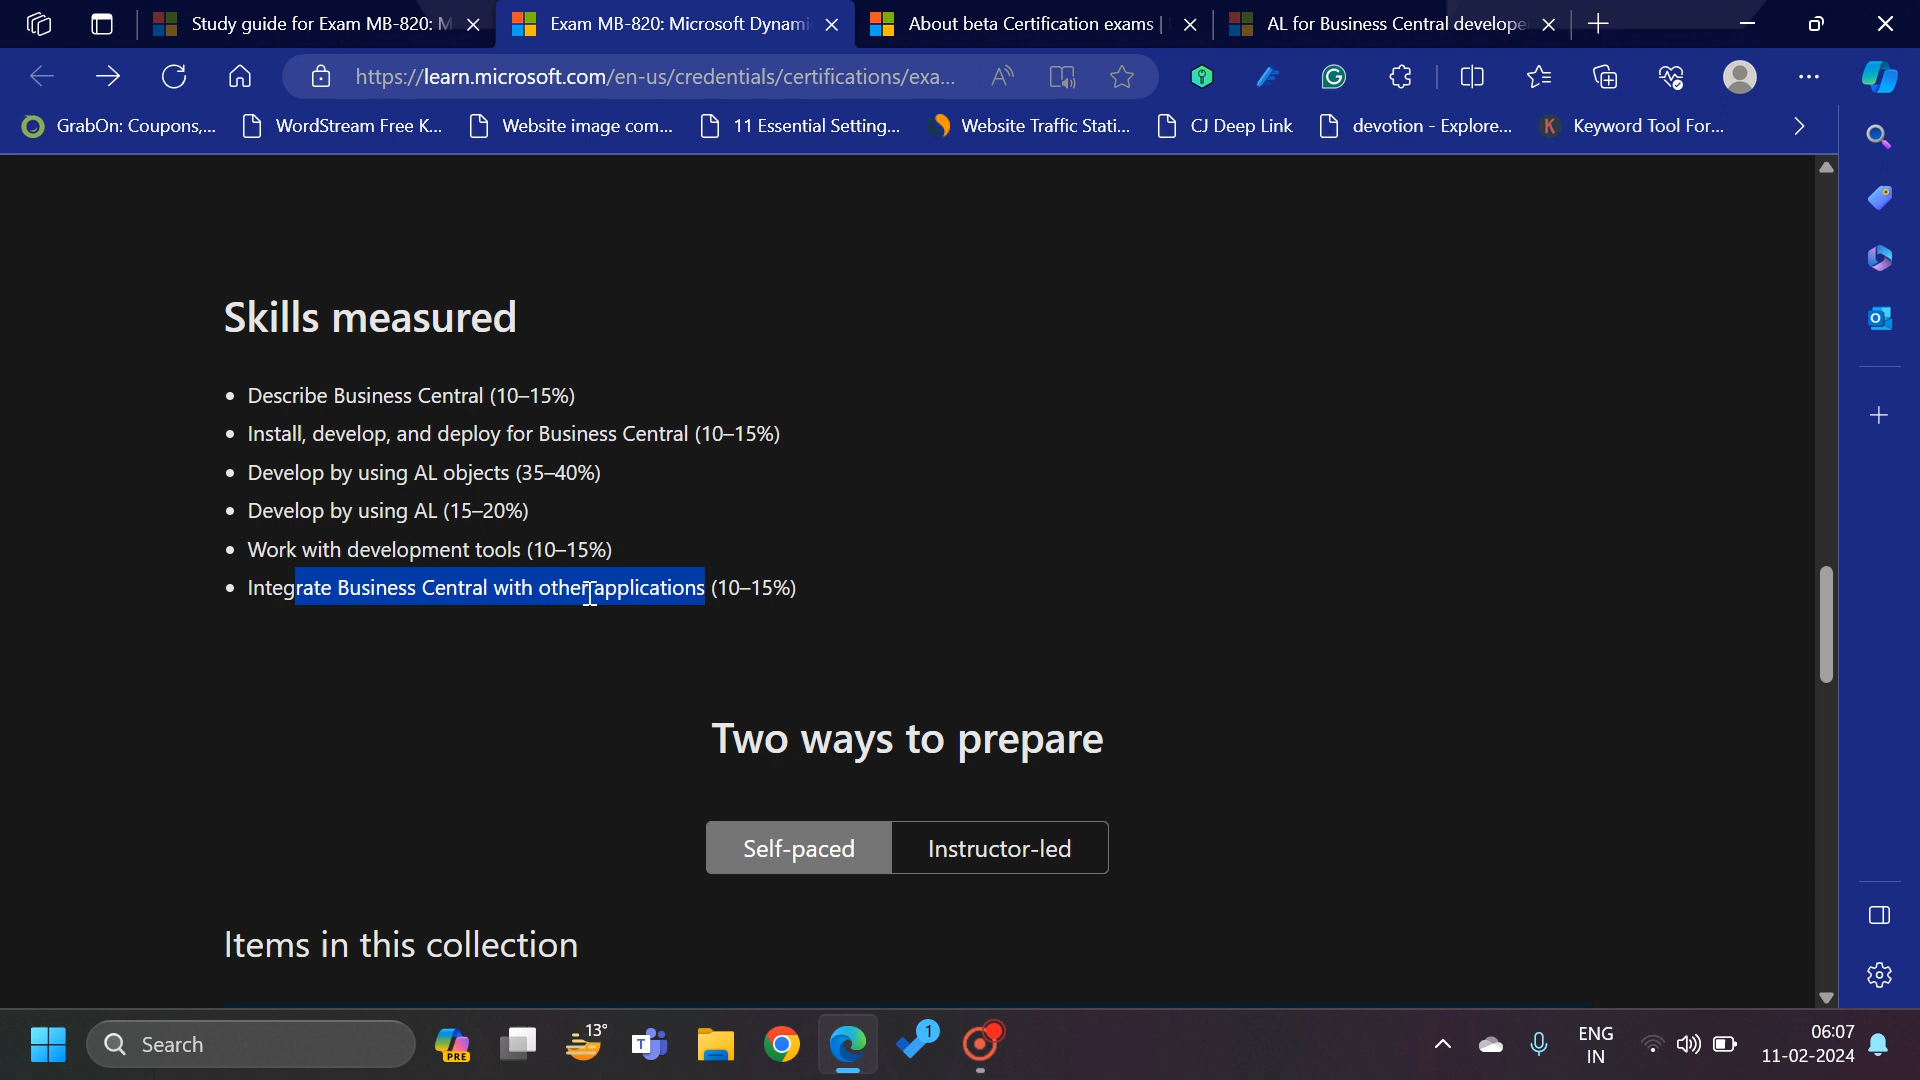 Study guide for Exam MB-820: M
Exam MB-820: Microsoft Dynami
About beta Certification exams |
AL for Business Central develope
https://learn.microsoft.com/en-us/credentials/certifications/exa...
GrabOn: Coupons,...
WordStream Free K...
Website image com...
11 Essential Setting...
Website Traffic Stati...
CJ Deep Link
devotion - Explore...
Keyword Tool For...
Skills measured
• Describe Business Central (10–15%)
• Install, develop, and deploy for Business Central (10–15%)
• Develop by using AL objects (35–40%)
• Develop by using AL (15–20%)
• Work with development tools (10–15%)
• Integrate Business Central with other applications (10–15%)
Two ways to prepare
Self-paced
Instructor-led
Items in this collection
Search
PRE
13°
1
ENG
IN
06:07
11-02-2024